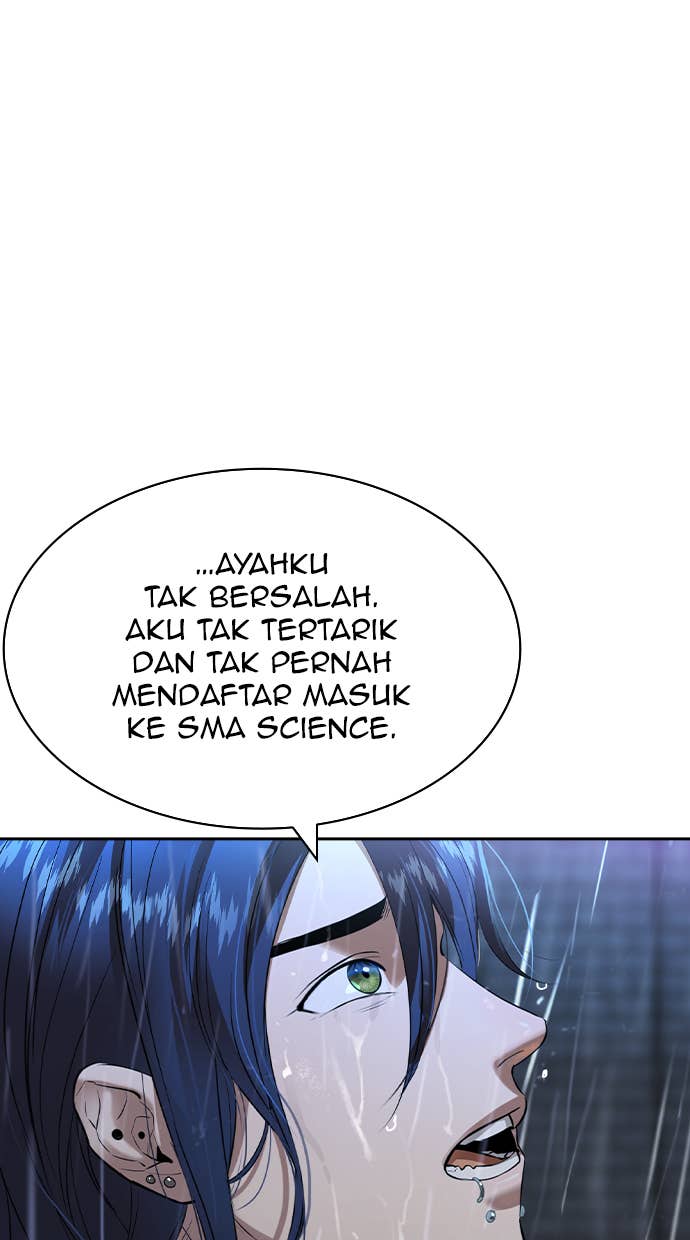 ...AYAHKU
TAK BERSALAH.
AKU TAK TERTARIK
DAN TAK PERNAH
MENDAFTAR MASUK
KE SMA SCIENCE.